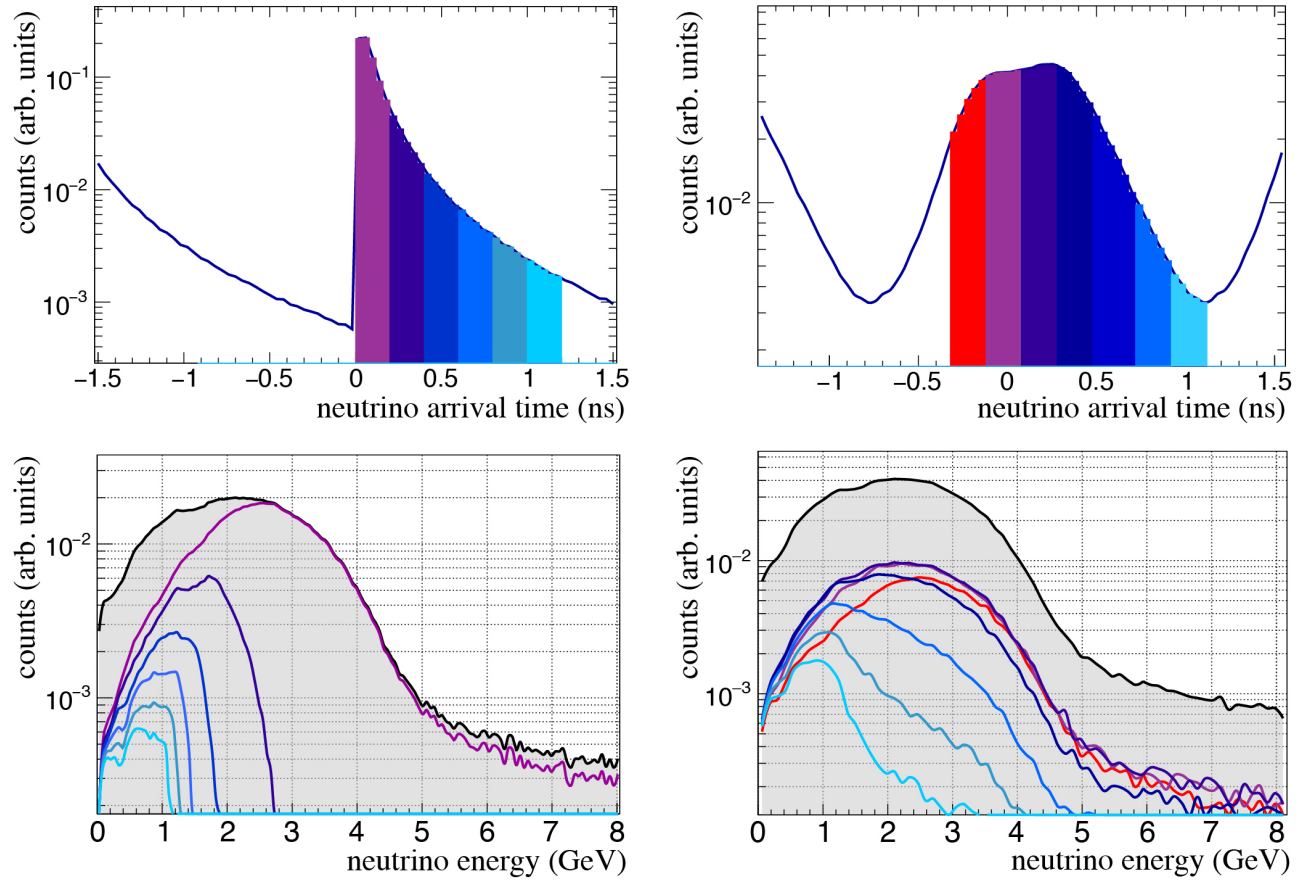 counts (arb. units)
10⁻¹
10⁻²
10⁻³
−1.5 −1 −0.5 0 0.5 1 1.5
neutrino arrival time (ns)
counts (arb. units)
10⁻²
−1 −0.5 0 0.5 1 1.5
neutrino arrival time (ns)
counts (arb. units)
10⁻²
10⁻³
0 1 2 3 4 5 6 7 8
neutrino energy (GeV)
counts (arb. units)
10⁻²
10⁻³
0 1 2 3 4 5 6 7 8
neutrino energy (GeV)